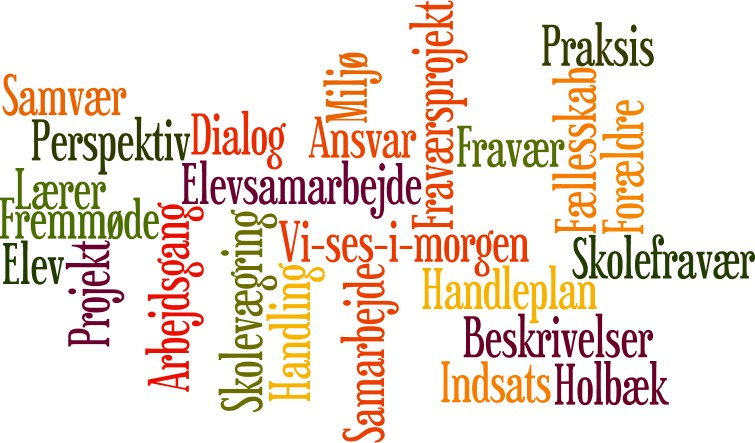 Praksis
Samvær
Miljø
Fraværsprojekt
Fællesskab
Forældre
Perspektiv
Dialog
Ansvar
Fravær
Lærer
Elevsamarbejde
Fremmøde
Elev
Projekt
Arbejdsgang
Skolevægring
Vi-ses-i-morgen
Handling
Samarbejde
Skolefravær
Handleplan
Beskrivelser
Indsats
Holbæk